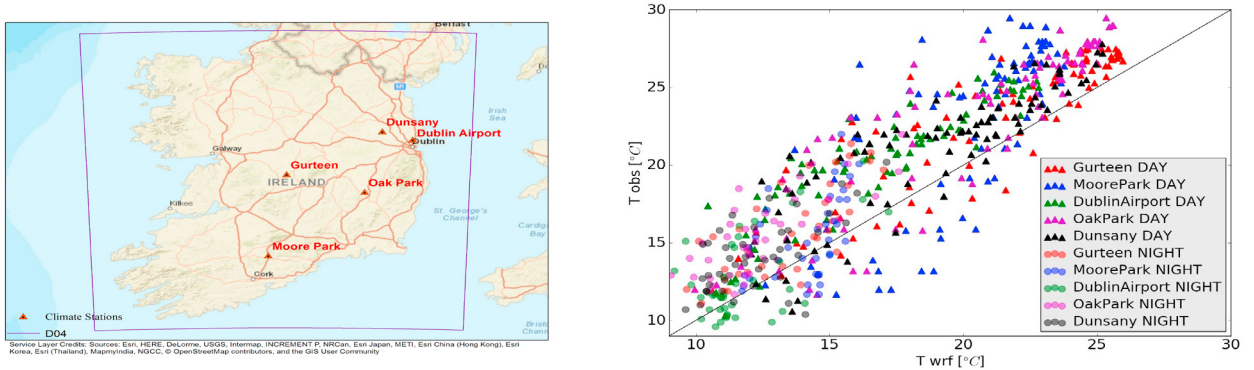 Belfast
M1
Irish
Sea
Dunsany
Dublin Airport
Dublin
Galway
Gurteen
IRELAND
Oak Park
Kilkee
St. George's
Channel
Moore Park
Cork
Climate Stations
D04
Service Layer Credits: Sources: Esri, HERE, DeLorme, USGS, Intermap, INCREMENT P, NRCan, Esri Japan, METI, Esri China (Hong Kong), Esri
Korea, Esri (Thailand), MapmyIndia, NGCC, © OpenStreetMap contributors, and the GIS User Community
T obs [°C]
30
25
20
15
10
10
15
20
25
30
T wrf [°C]
Gurteen DAY
MoorePark DAY
DublinAirport DAY
OakPark DAY
Dunsany DAY
Gurteen NIGHT
MoorePark NIGHT
DublinAirport NIGHT
OakPark NIGHT
Dunsany NIGHT